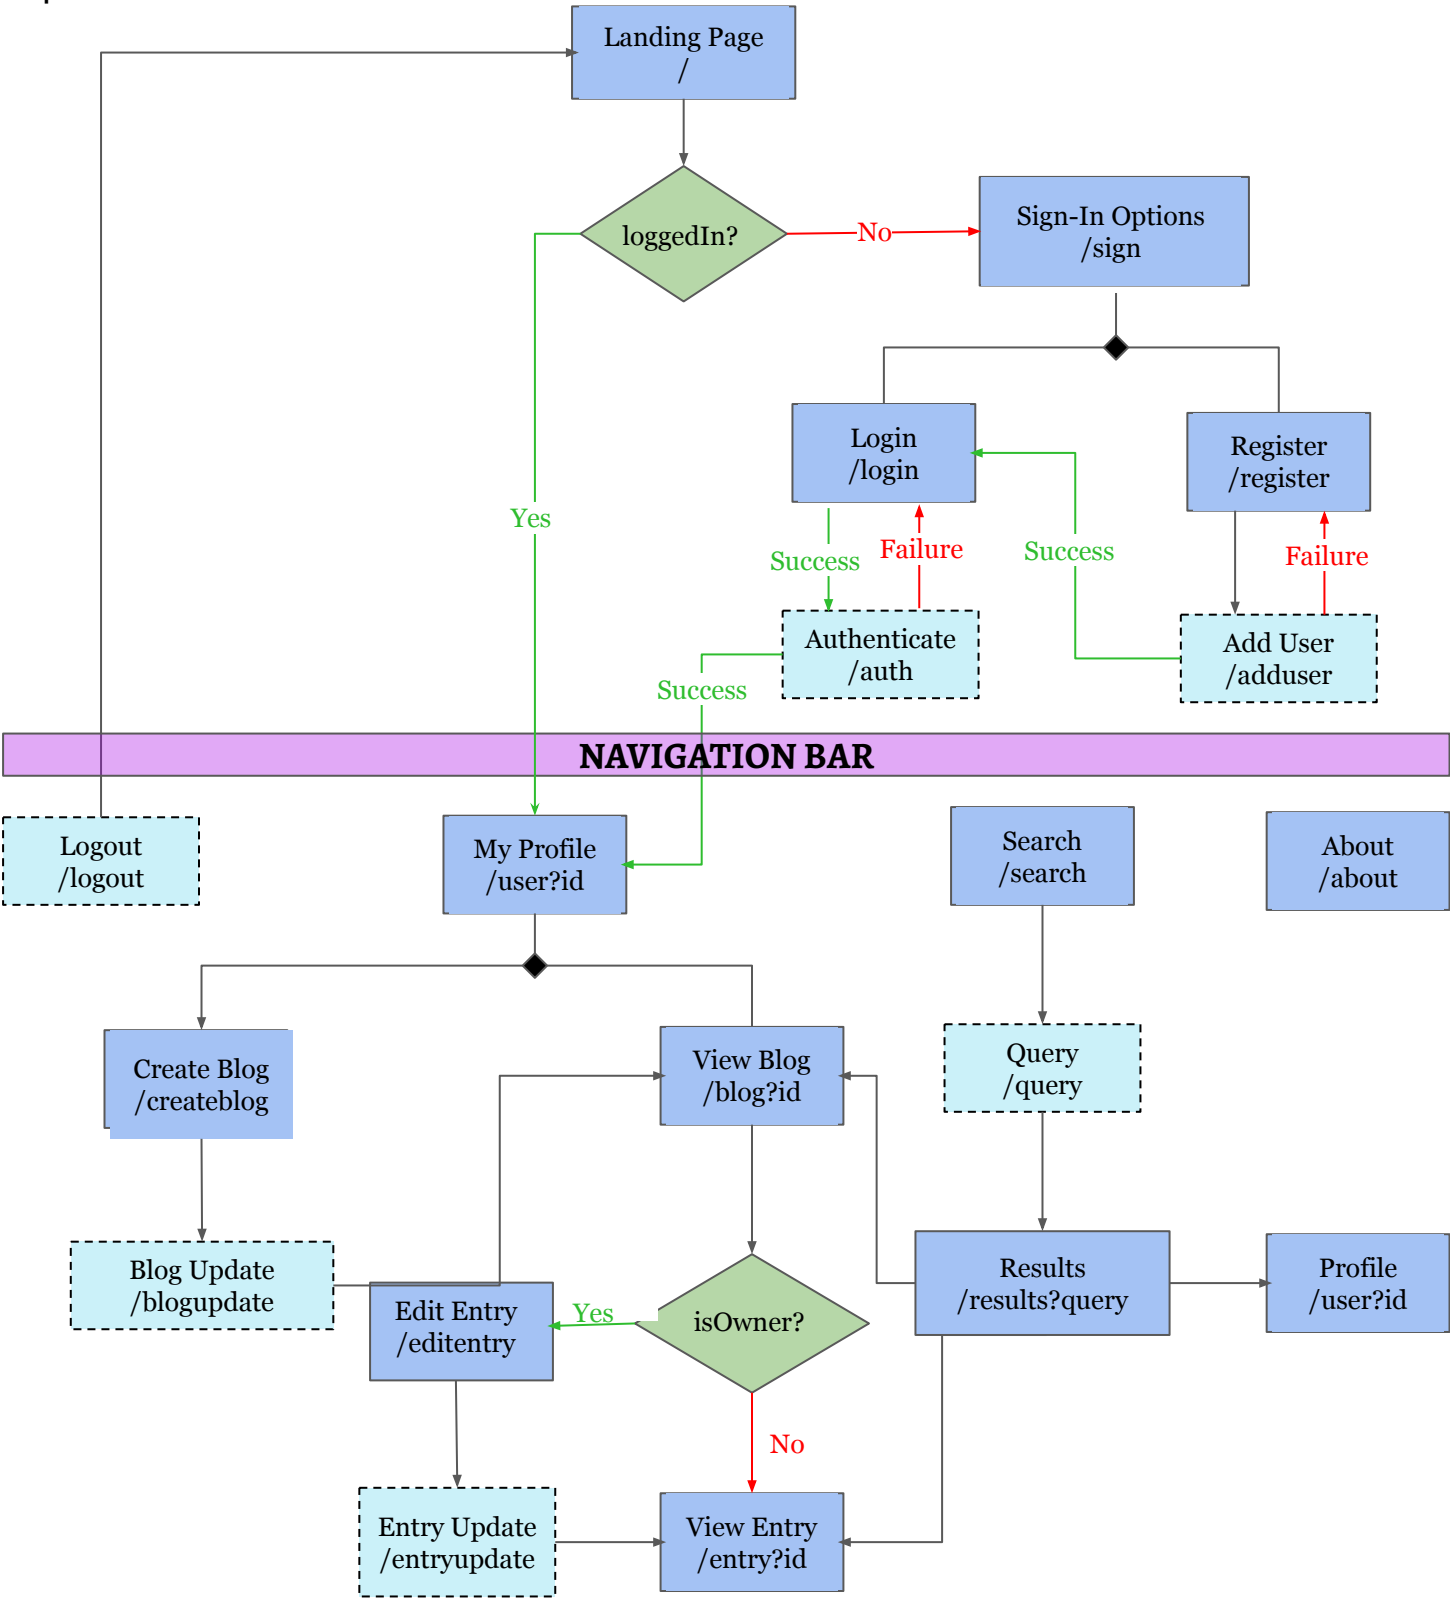 Landing Page
/
loggedIn?
No
Sign-In Options
/sign
Login
/login
Register
/register
Yes
Success
Failure
Success
Failure
Authenticate
/auth
Add User
/adduser
Success
NAVIGATION BAR
Logout
/logout
My Profile
/user?id
Search
/search
About
/about
Create Blog
/createblog
View Blog
/blog?id
Query
/query
Blog Update
/blogupdate
Edit Entry
/editentry
Yes
isOwner?
Results
/results?query
Profile
/user?id
No
Entry Update
/entryupdate
View Entry
/entry?id